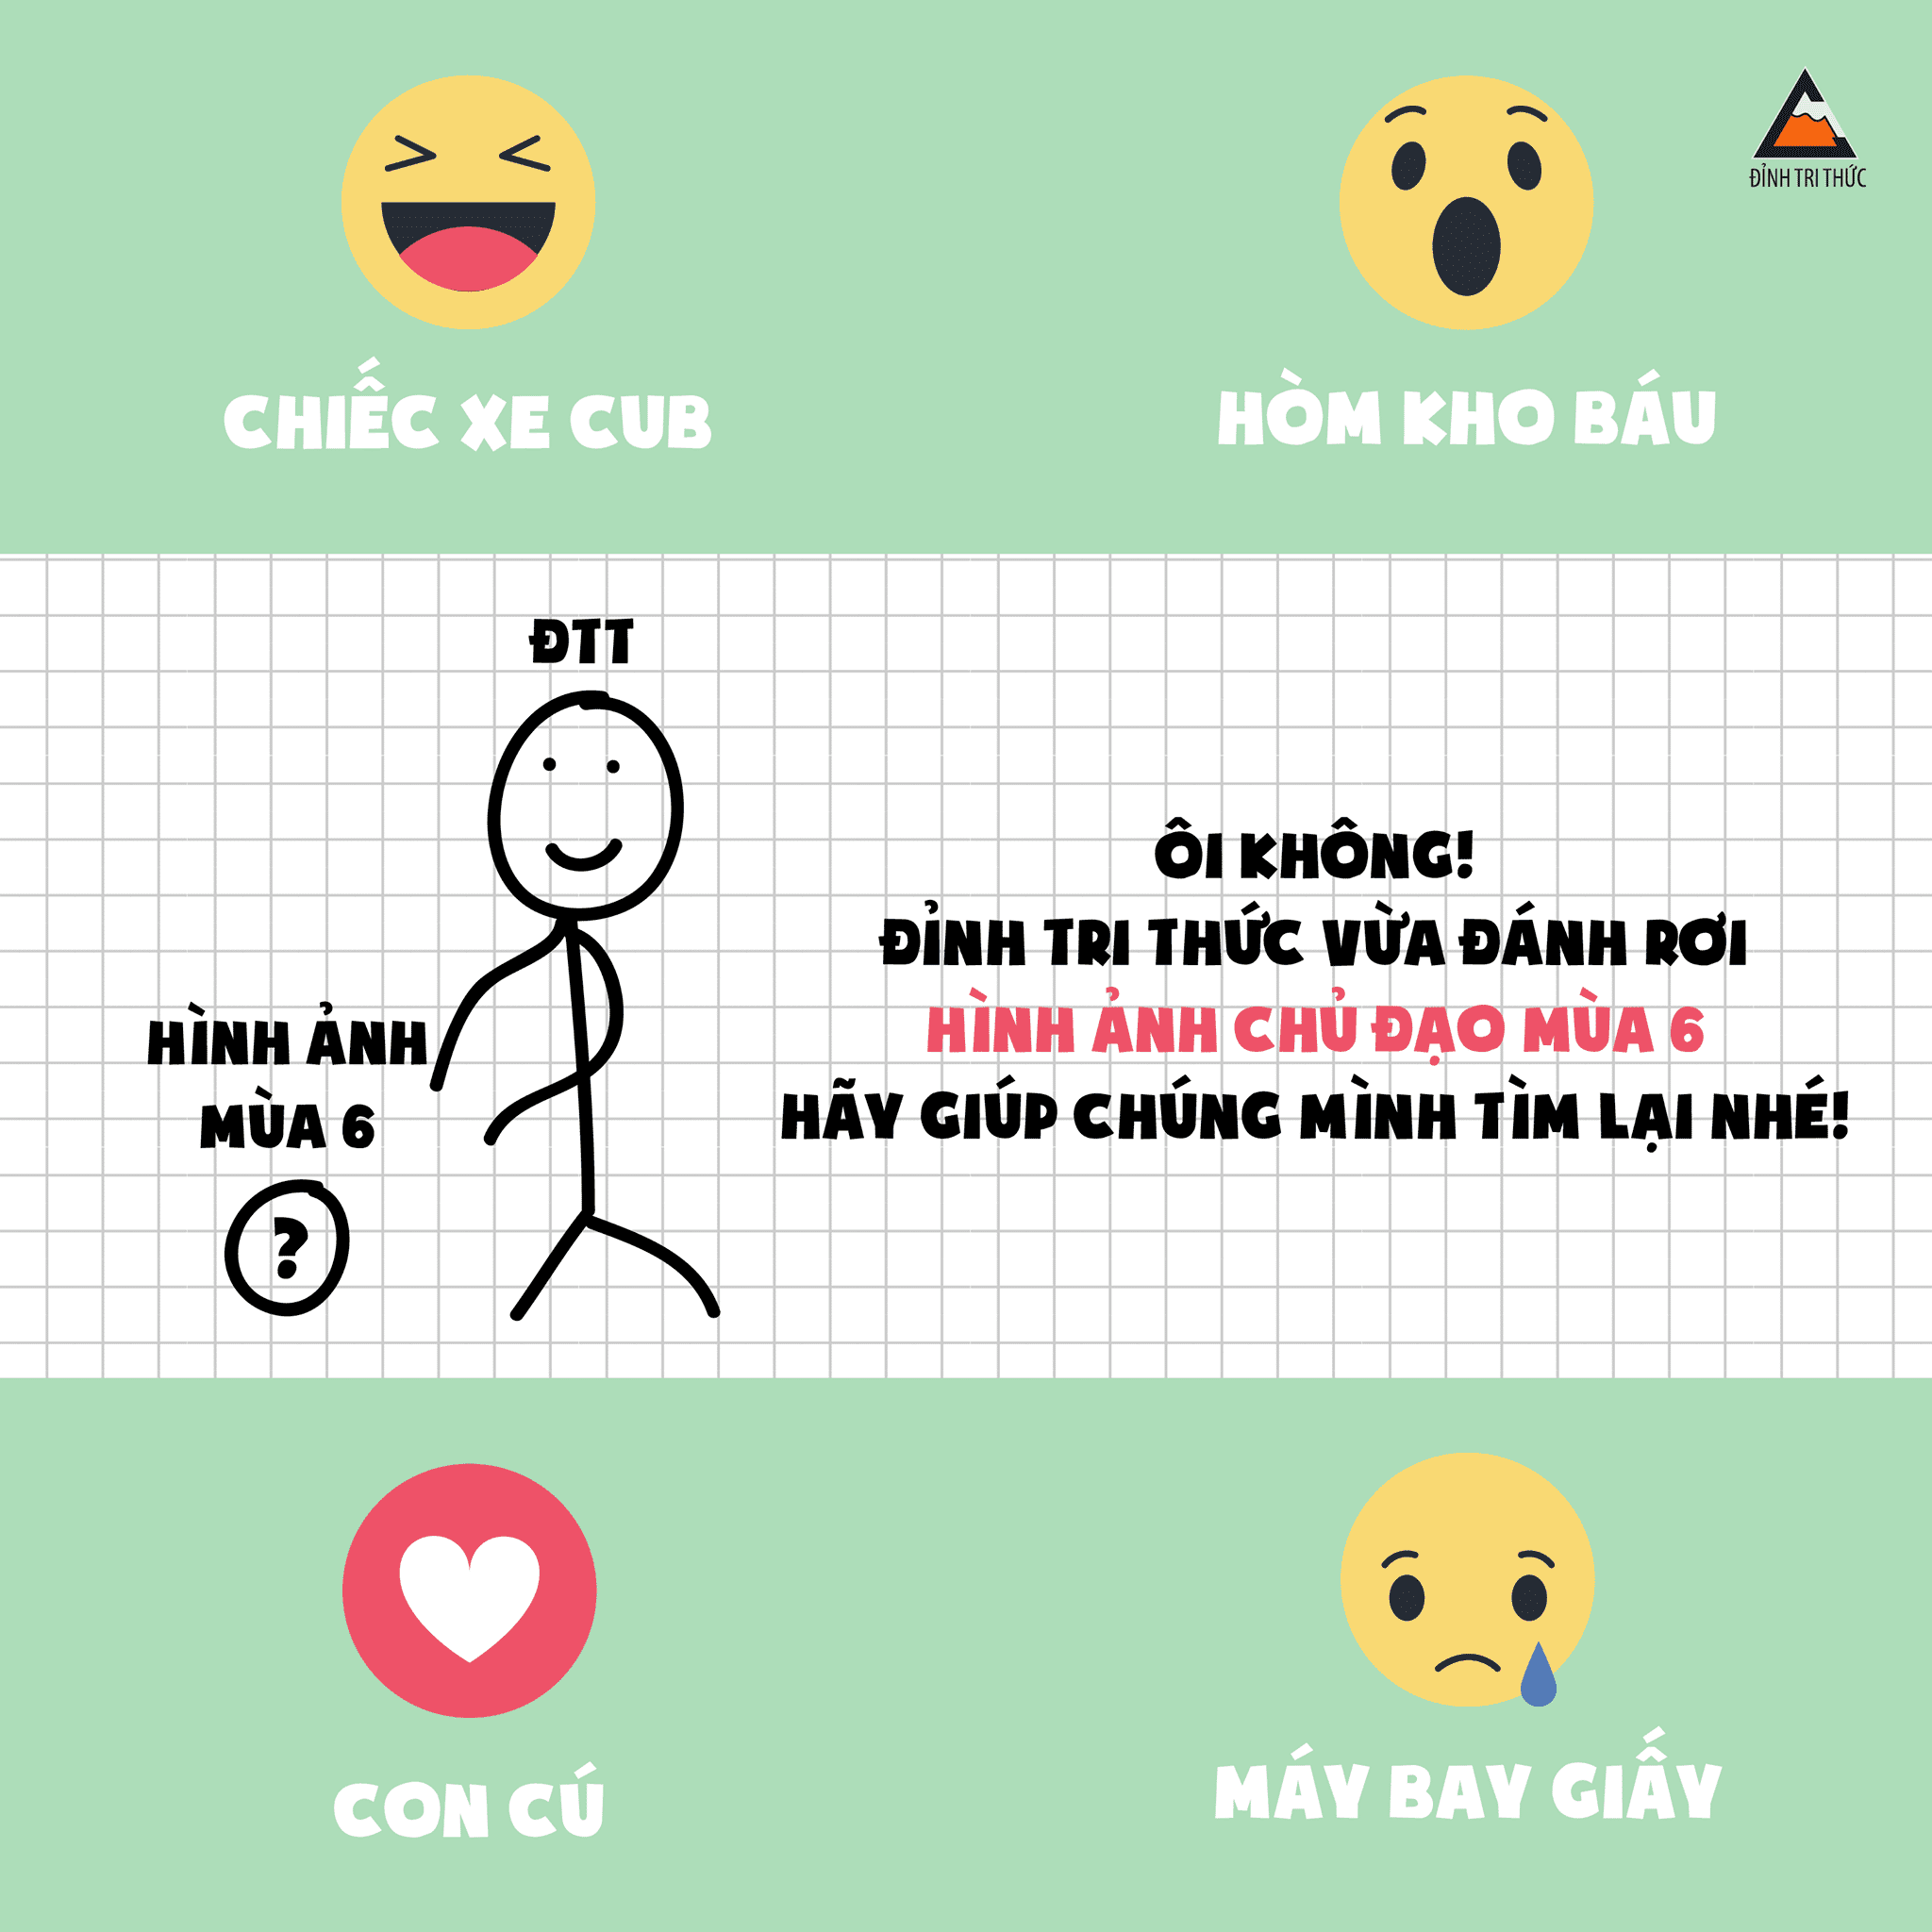 ĐỈNH TRI THỨC
CHIẾC XE CUB
HÒM KHO BÁU
ĐTT
ÔI KHÔNG!
ĐỈNH TRI THỨC VỪA ĐÁNH RƠI
HÌNH ẢNH CHỦ ĐẠO MÙA 6
HÃY GIÚP CHÚNG MÌNH TÌM LẠI NHÉ!
HÌNH ẢNH
MÙA 6
?
CON CÚ
MÁY BAY GIẤY